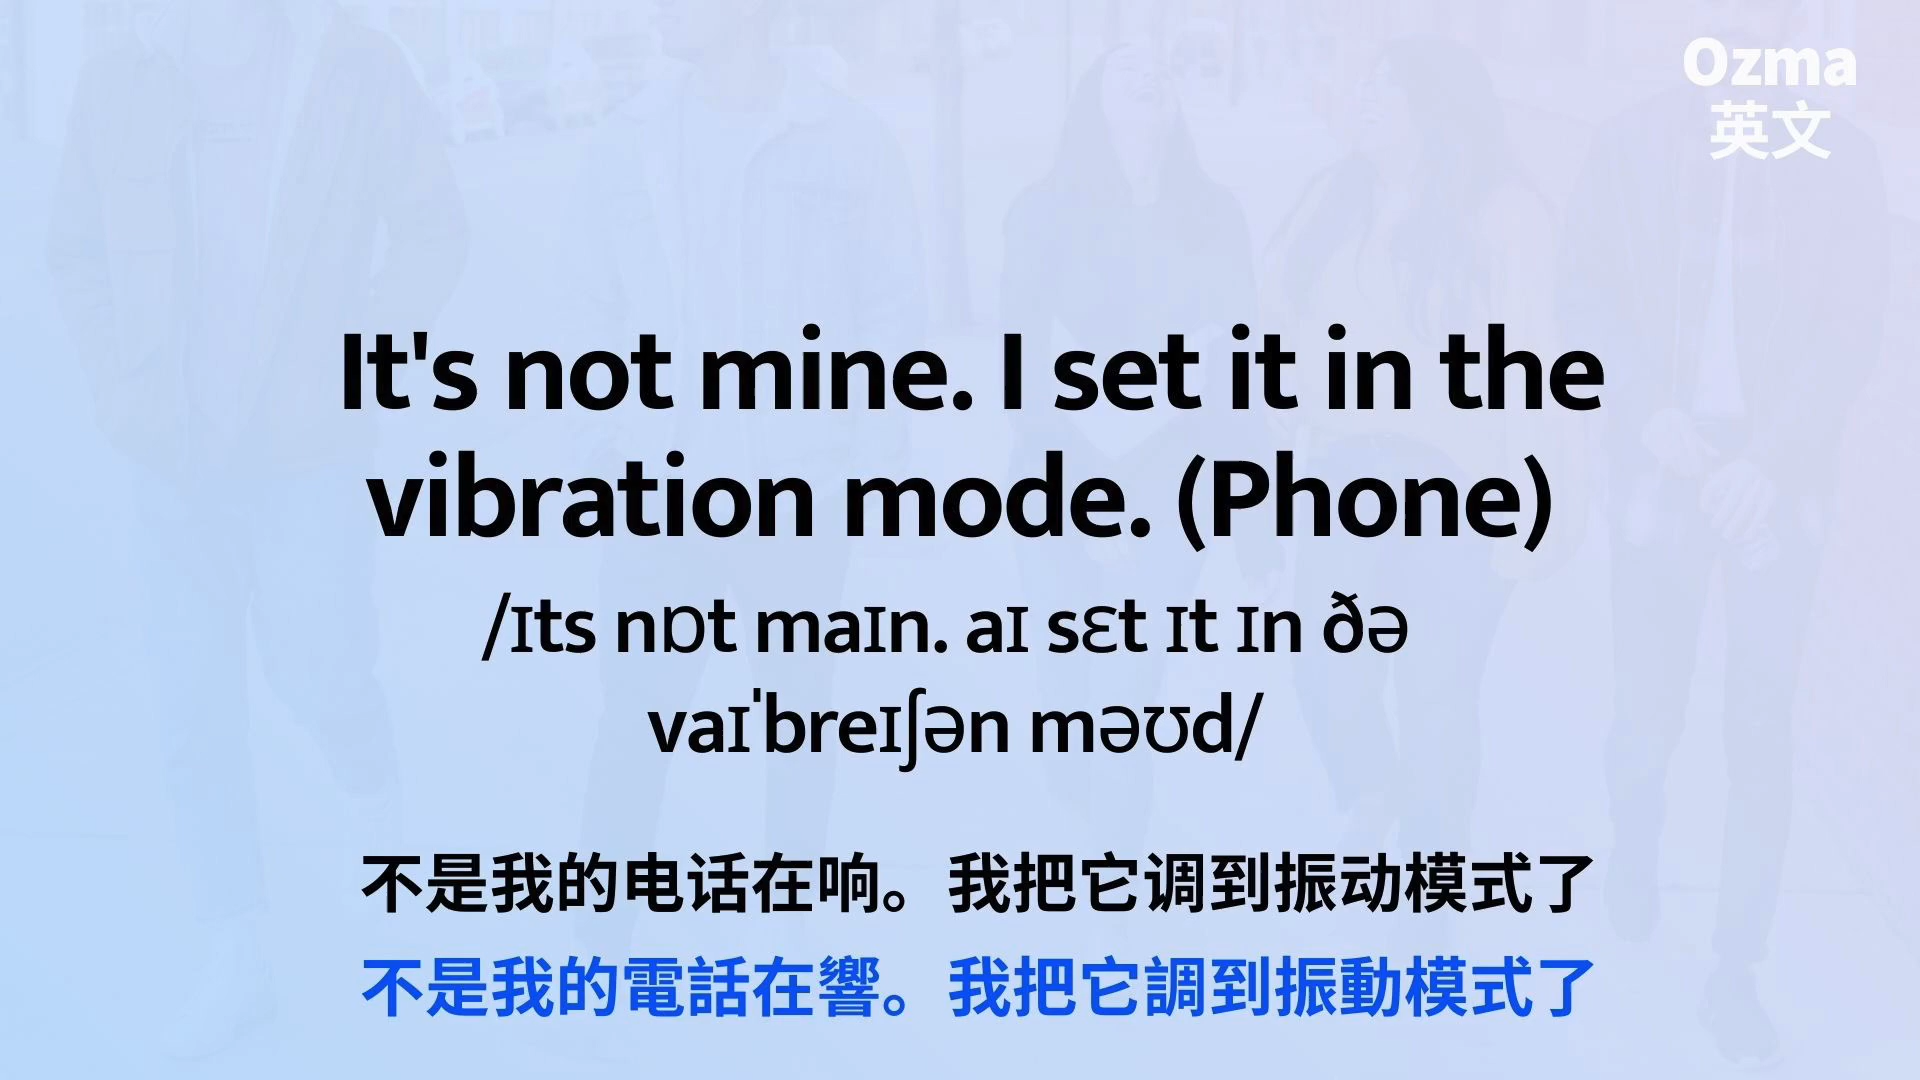 Ozma
英文
It's not mine. I set it in the
vibration mode. (Phone)
/ɪts nɒt maɪn. aɪ sɛt ɪt ɪn ðə
vaɪˈbreɪʃən məʊd/
不是我的电话在响。我把它调到振动模式了
不是我的電話在響。我把它調到振動模式了